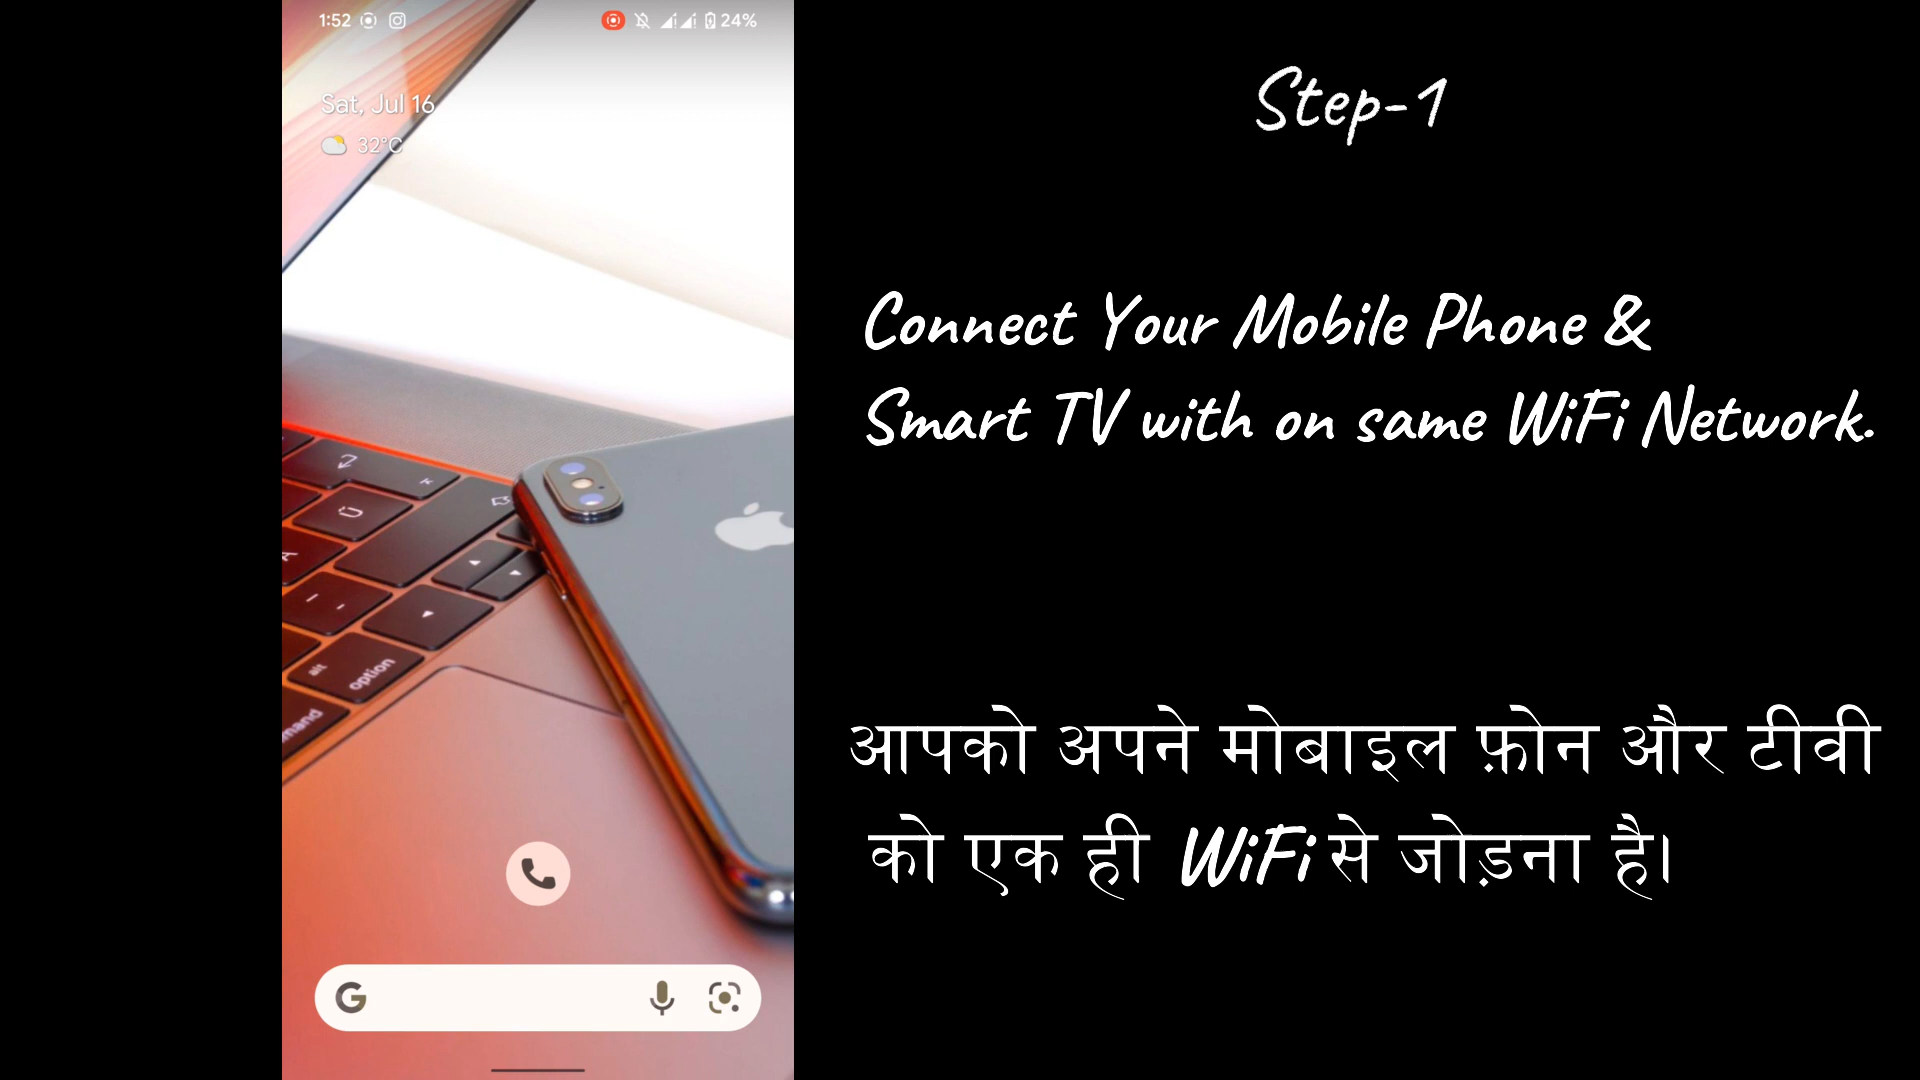 1:52
24%
Sat, Jul 16
32°C
Step-1
Connect Your Mobile Phone &
Smart TV with on same WiFi Network.
आपको अपने मोबाइल फ़ोन और टीवी
को एक ही WiFi से जोड़ना है।
Ü
A
alt
option
mand
G